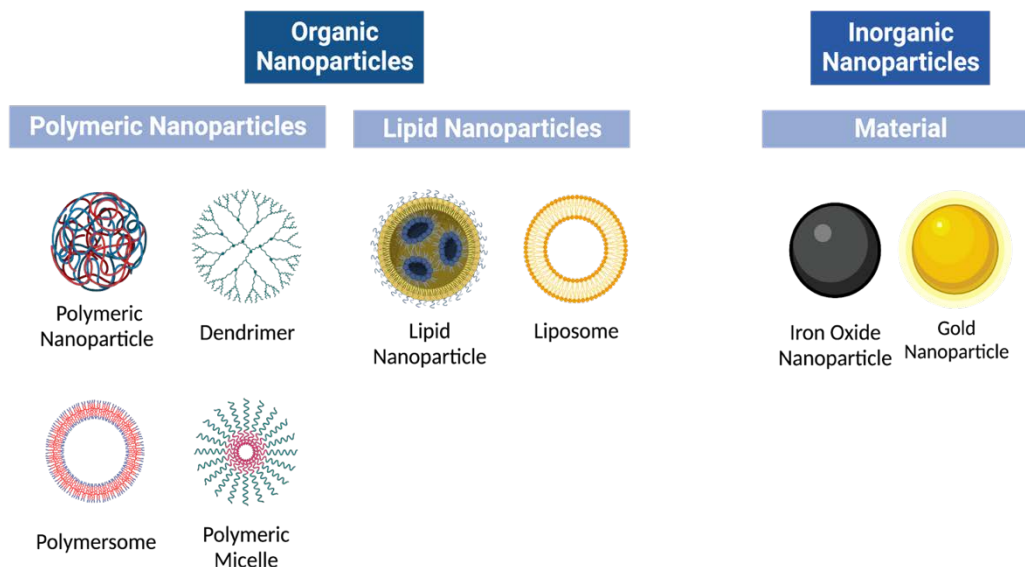 Organic
Nanoparticles
Inorganic
Nanoparticles
Polymeric Nanoparticles
Lipid Nanoparticles
Material
Polymeric
Nanoparticle
Dendrimer
Lipid
Nanoparticle
Liposome
Iron Oxide
Nanoparticle
Gold
Nanoparticle
Polymersome
Polymeric
Micelle